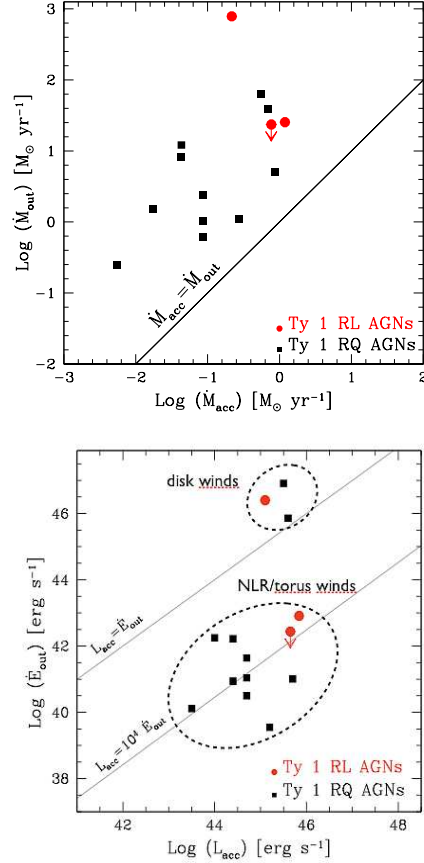 3
2
1
0
−1
−2
Log (Ṁout) [M⊙ yr−1]
Ṁacc=Ṁout
Ty 1 RL AGNs
Ty 1 RQ AGNs
−3 −2 −1 0 1 2
Log (Ṁacc) [M⊙ yr−1]
disk winds
NLR/torus winds
46
44
42
40
38
Log (Ėout) [erg s−1]
Lacc=Ėout
Lacc=10⁴ Ėout
Ty 1 RL AGNs
Ty 1 RQ AGNs
42 44 46 48
Log (Lacc) [erg s−1]